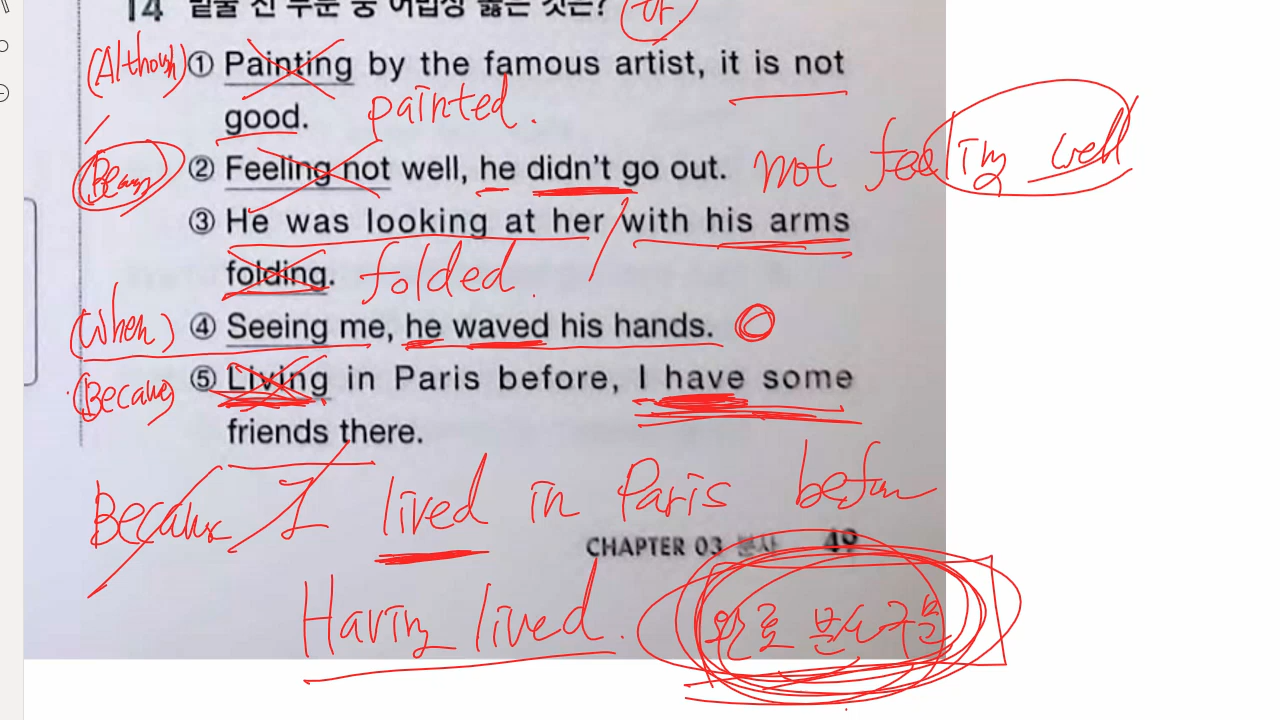 14 밑줄 친 부분 중 어법상 옳은 것은?
(Although) ① Painting by the famous artist, it is not
good. painted.
② Feeling not well, he didn't go out. not feeling well
③ He was looking at her with his arms
folding. folded.
(When) ④ Seeing me, he waved his hands.
⑤ Living in Paris before, I have some
friends there.
I lived in Paris
CHAPTER 03 분사 49
Having lived. 완료 분사구문